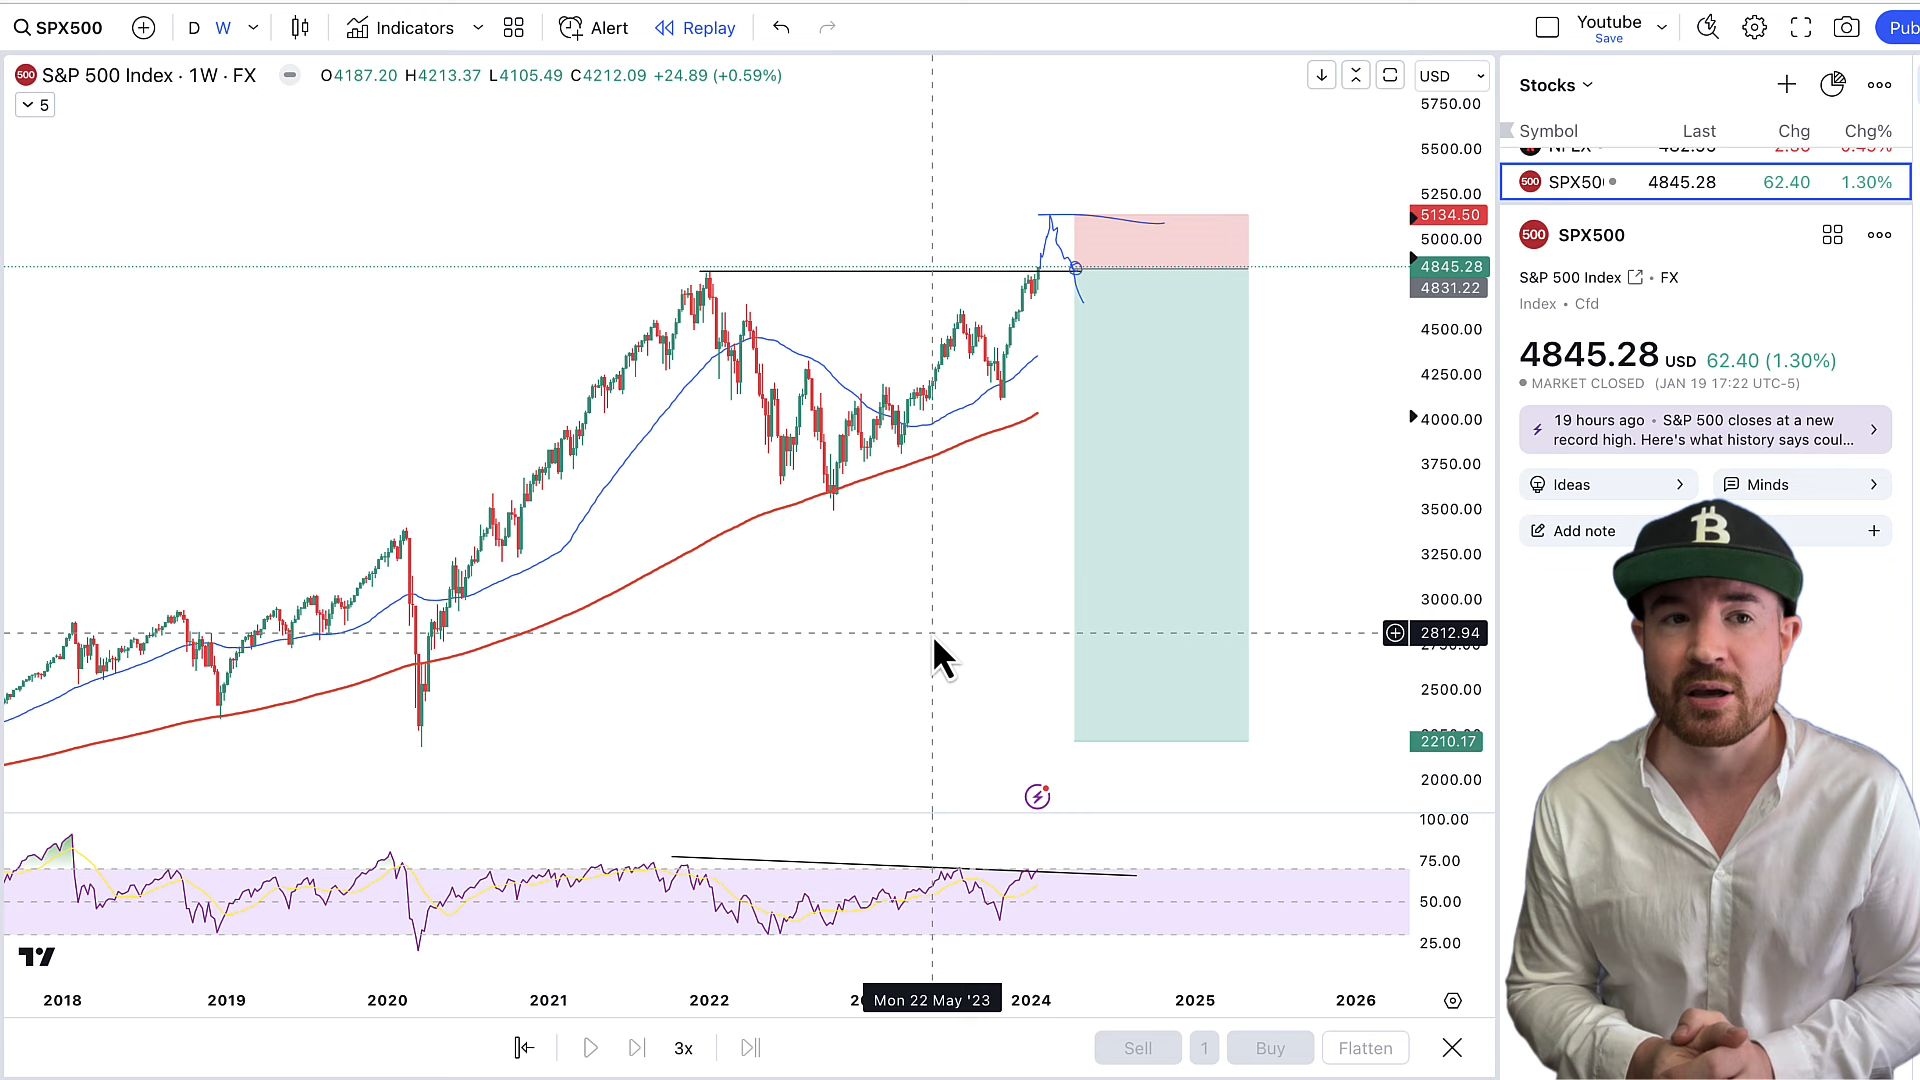 SPX500
D W
Indicators
Alert
Replay
Youtube
Save
Pub
500 S&P 500 Index · 1W · FX
O4187.20 H4213.37 L4105.49 C4212.09 +24.89 (+0.59%)
5
USD
5750.00
5500.00
5250.00
5134.50
5000.00
4845.28
4831.22
4500.00
4250.00
4000.00
3750.00
3500.00
3250.00
3000.00
2812.94
2500.00
2210.17
2000.00
100.00
75.00
50.00
25.00
2018 2019 2020 2021 2022 Mon 22 May '23 2024 2025 2026
3x
Sell 1 Buy Flatten
Stocks
Symbol Last Chg Chg%
500 SPX50 4845.28 62.40 1.30%
500 SPX500
S&P 500 Index • FX
Index • Cfd
4845.28 USD 62.40 (1.30%)
MARKET CLOSED (JAN 19 17:22 UTC-5)
19 hours ago • S&P 500 closes at a new
record high. Here's what history says coul...
Ideas
Minds
Add note
B